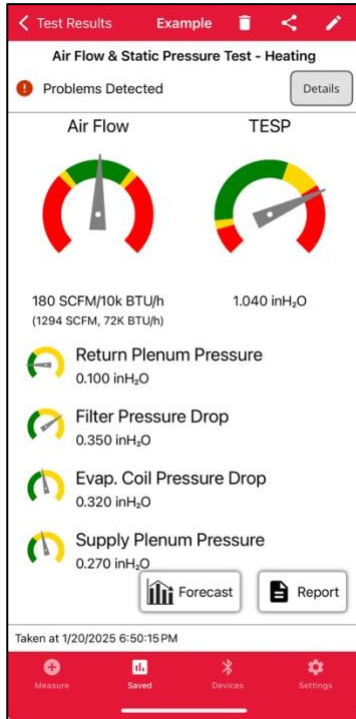 Test Results Example
Air Flow & Static Pressure Test - Heating
Problems Detected Details
Air Flow TESP
180 SCFM/10k BTU/h 1.040 inH₂O
(1294 SCFM, 72K BTU/h)
Return Plenum Pressure
0.100 inH₂O
Filter Pressure Drop
0.350 inH₂O
Evap. Coil Pressure Drop
0.320 inH₂O
Supply Plenum Pressure
0.270 inH₂O
Forecast Report
Taken at 1/20/2025 6:50:15 PM
Measure Saved Devices Settings